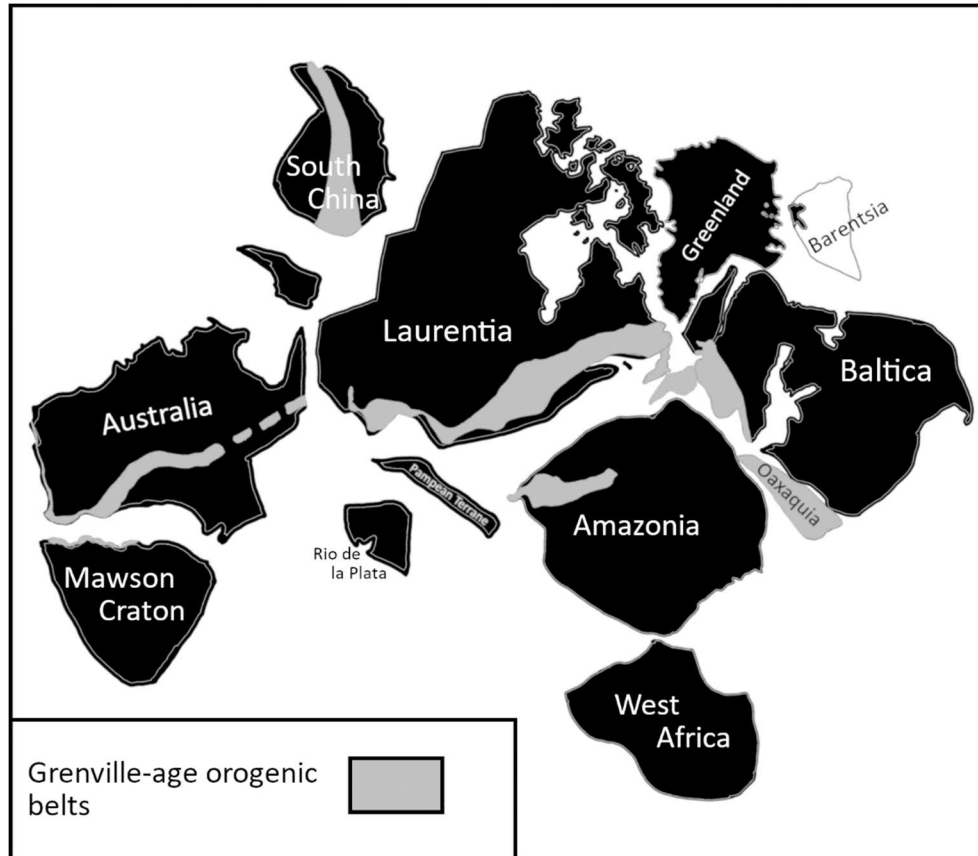 South
China
Greenland
Barentsia
Laurentia
Baltica
Australia
Pampean Terrane
Oaxaquia
Amazonia
Rio de
la Plata
Mawson
Craton
West
Africa
Grenville-age orogenic
belts